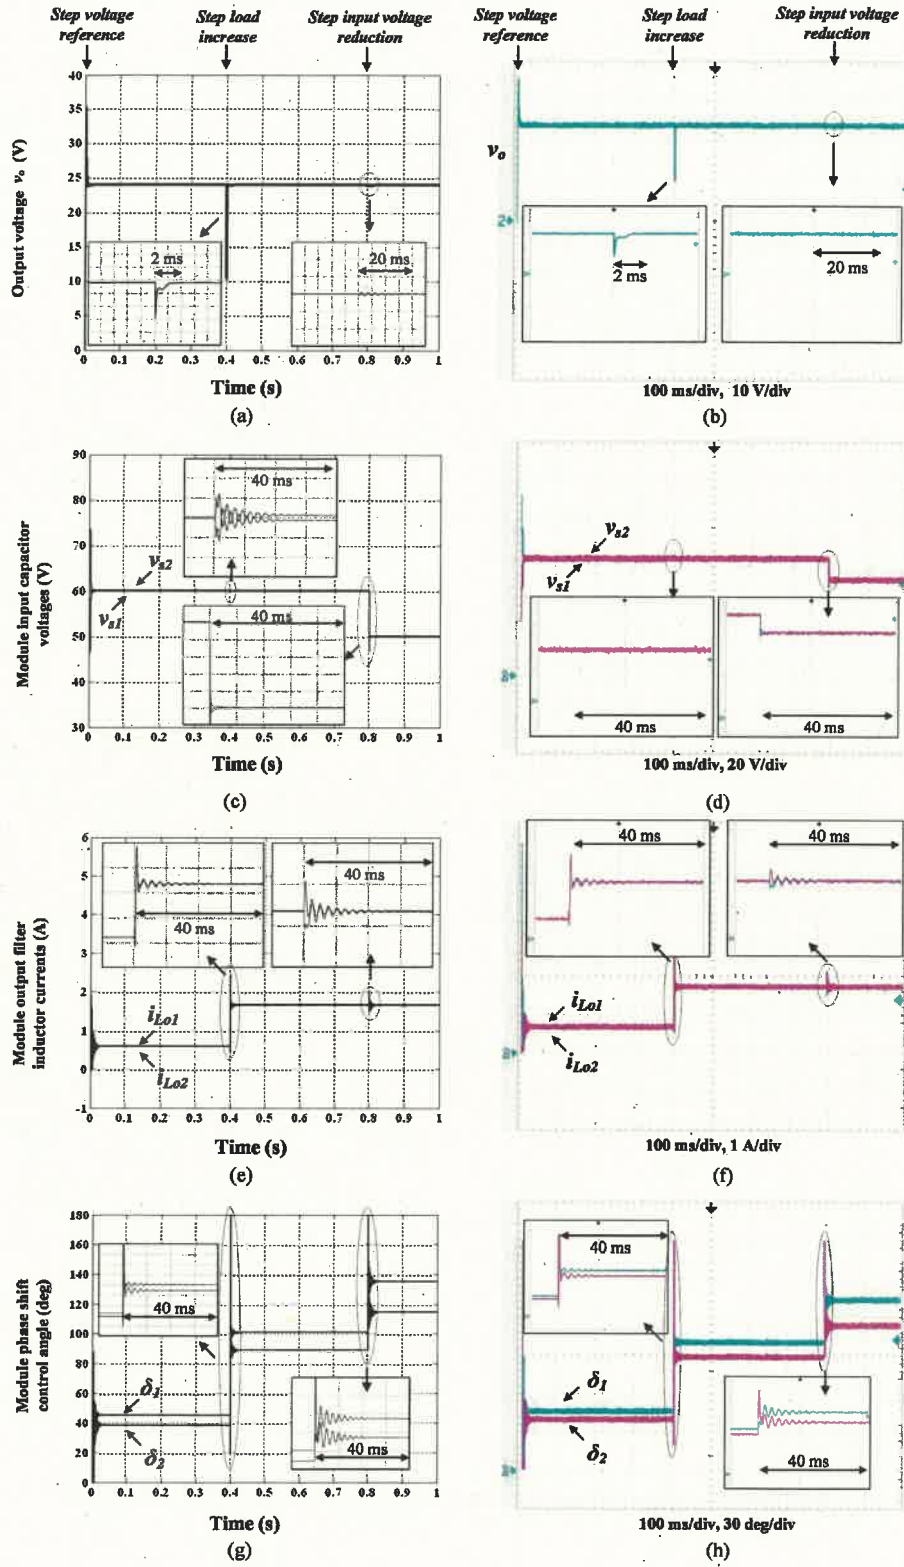 Step voltage reference
Step load increase
Step input voltage reduction
Step voltage reference
Step load increase
Step input voltage reduction
Output voltage vo (V)
40
35
30
25
20
15
10
5
0
2 ms
20 ms
0 0.1 0.2 0.3 0.4 0.5 0.6 0.7 0.8 0.9 1
Time (s)
(a)
vo
2
2 ms
20 ms
100 ms/div, 10 V/div
(b)
Module input capacitor voltages (V)
90
80
70
60
50
40
30
40 ms
vs2
vs1
40 ms
0 0.1 0.2 0.3 0.4 0.5 0.6 0.7 0.8 0.9 1
Time (s)
(c)
vs2
vs1
40 ms
40 ms
100 ms/div, 20 V/div
(d)
Module output filter inductor currents (A)
6
5
4
3
2
1
0
-1
40 ms
40 ms
iLo1
iLo2
0 0.1 0.2 0.3 0.4 0.5 0.6 0.7 0.8 0.9 1
Time (s)
(e)
40 ms
40 ms
iLo1
iLo2
100 ms/div, 1 A/div
(f)
Module phase shift control angle (deg)
180
160
140
120
100
80
60
40
20
0
40 ms
δ1
δ2
40 ms
0 0.1 0.2 0.3 0.4 0.5 0.6 0.7 0.8 0.9 1
Time (s)
(g)
40 ms
δ1
δ2
40 ms
100 ms/div, 30 deg/div
(h)